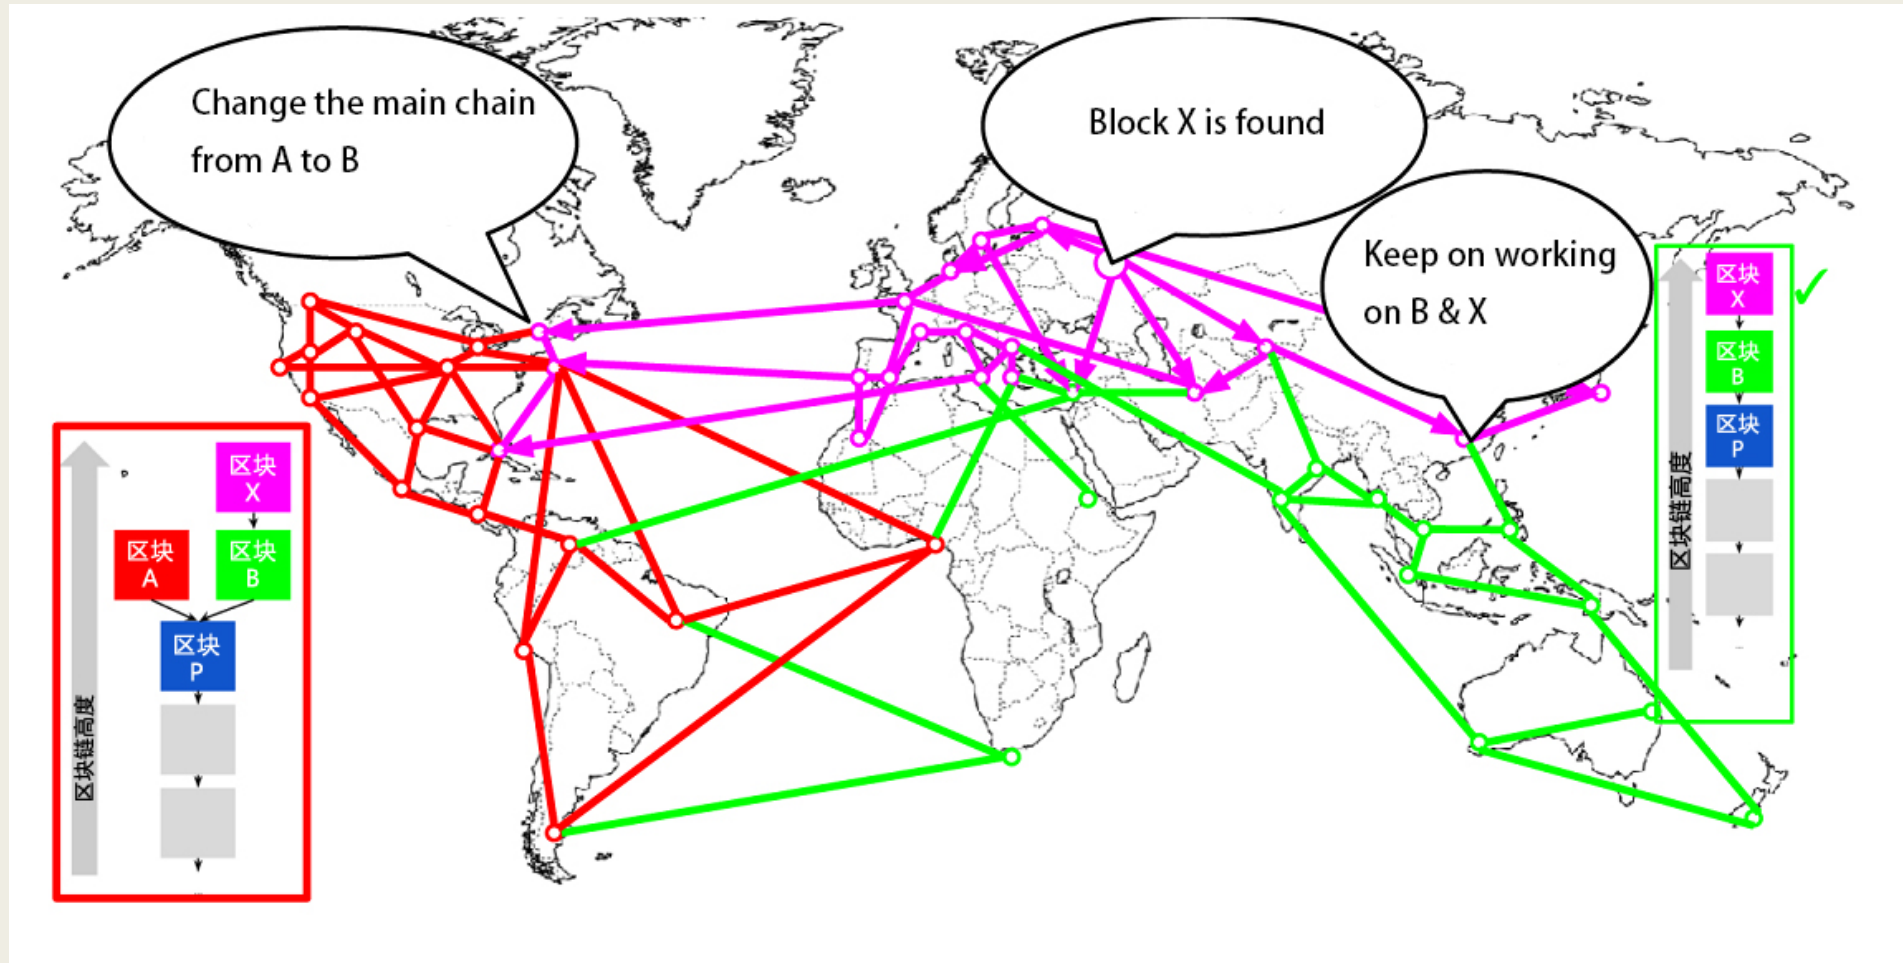 Change the main chain
from A to B
Block X is found
Keep on working
on B & X
区块
X
区块
A
区块
B
区块
P
区块链高度
区块
X
区块
B
区块
P
区块链高度